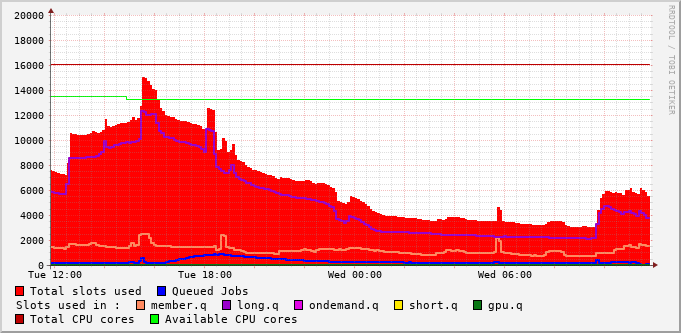 20000
18000
16000
14000
12000
10000
8000
6000
4000
2000
0
Tue 12:00 Tue 18:00 Wed 00:00 Wed 06:00
RRDTOOL / TOBI OETIKER
Total slots used Queued Jobs
Slots used in : member.q long.q ondemand.q short.q gpu.q
Total CPU cores Available CPU cores